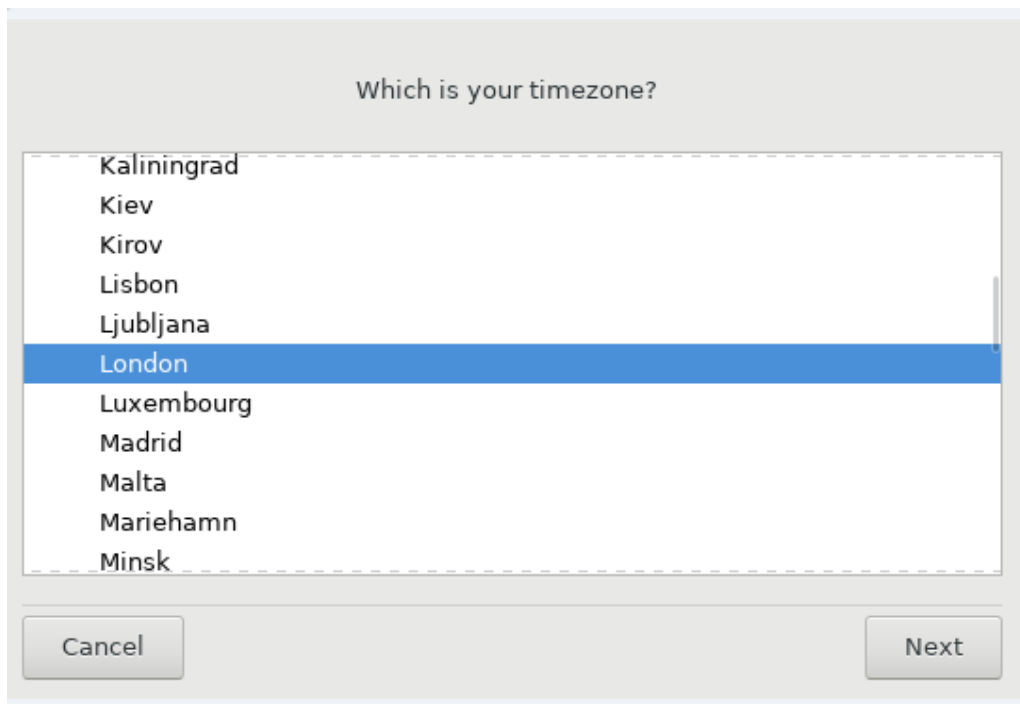 Which is your timezone?
Kaliningrad
Kiev
Kirov
Lisbon
Ljubljana
London
Luxembourg
Madrid
Malta
Mariehamn
Minsk
Cancel
Next